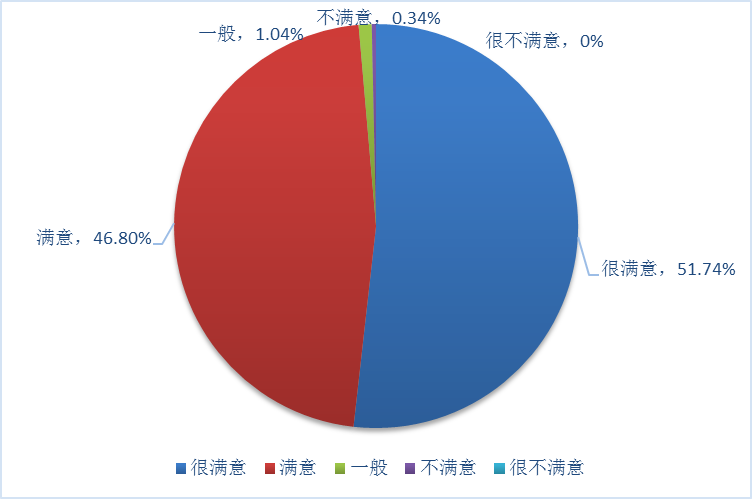 不满意，0.34%
一般，1.04%
很不满意，0%
满意，46.80%
很满意，51.74%
很满意 满意 一般 不满意 很不满意